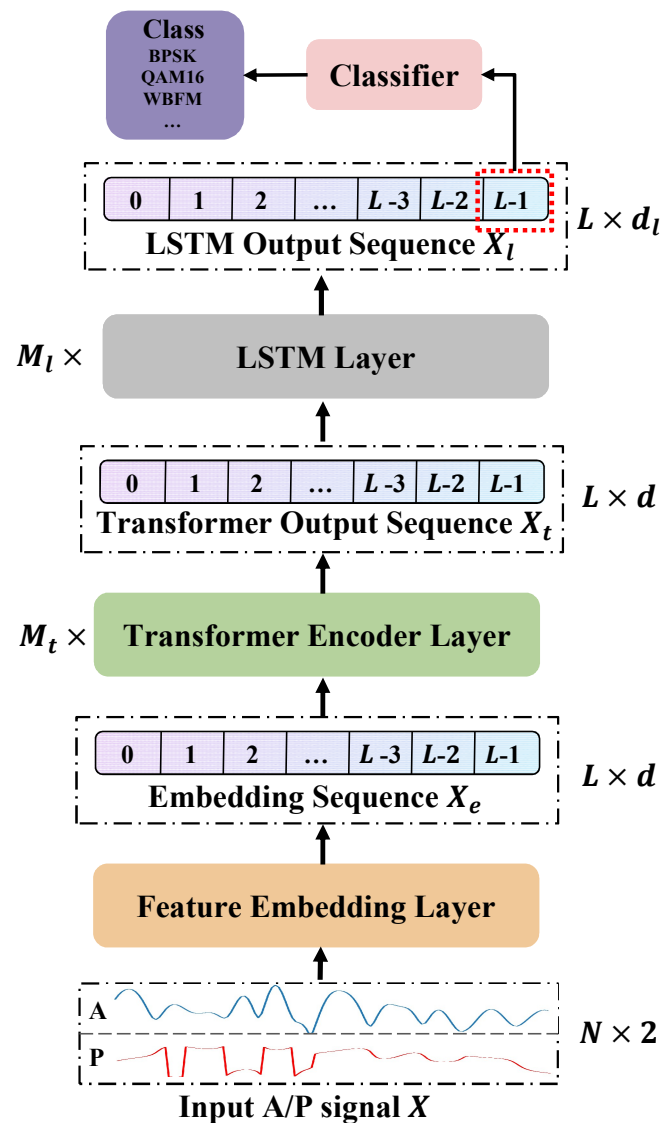 Class
BPSK
QAM16
WBFM
...
Classifier
0 1 2 ... L-3 L-2 L-1
LSTM Output Sequence X_l
L × d_l
M_l ×
LSTM Layer
0 1 2 ... L-3 L-2 L-1
Transformer Output Sequence X_t
L × d
M_t ×
Transformer Encoder Layer
0 1 2 ... L-3 L-2 L-1
Embedding Sequence X_e
L × d
Feature Embedding Layer
A
P
N × 2
Input A/P signal X